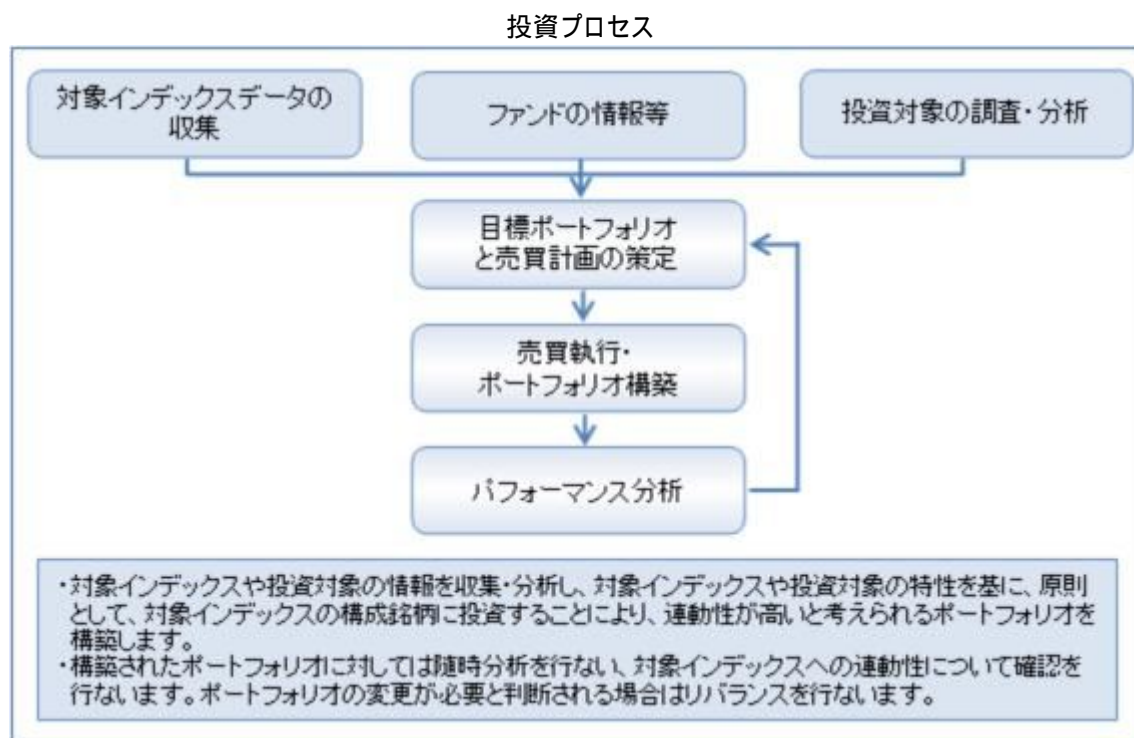 投資プロセス
対象インデックスデータの
収集
ファンドの情報等
投資対象の調査・分析
目標ポートフォリオ
と売買計画の策定
売買執行・
ポートフォリオ構築
パフォーマンス分析
・対象インデックスや投資対象の情報を収集・分析し、対象インデックスや投資対象の特性を基に、原則
として、対象インデックスの構成銘柄に投資することにより、連動性が高いと考えられるポートフォリオを
構築します。
・構築されたポートフォリオに対しては随時分析を行ない、対象インデックスへの連動性について確認を
行ないます。ポートフォリオの変更が必要と判断される場合はリバランスを行ないます。